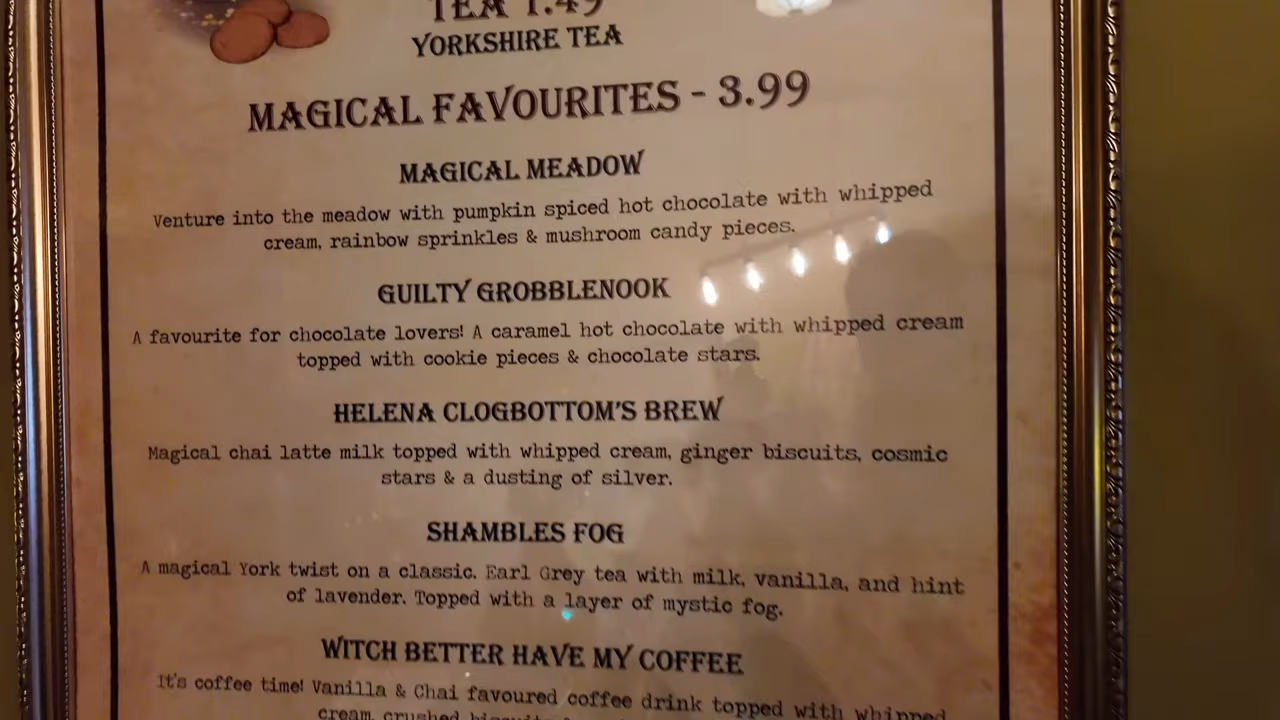 TEA 1.49
YORKSHIRE TEA
MAGICAL FAVOURITES - 3.99
MAGICAL MEADOW
Venture into the meadow with pumpkin spiced hot chocolate with whipped
cream, rainbow sprinkles & mushroom candy pieces.
GUILTY GROBBLENOOK
A favourite for chocolate lovers! A caramel hot chocolate with whipped cream
topped with cookie pieces & chocolate stars.
HELENA CLOGBOTTOM'S BREW
Magical chai latte milk topped with whipped cream, ginger biscuits, cosmic
stars & a dusting of silver.
SHAMBLES FOG
A magical York twist on a classic. Earl Grey tea with milk, vanilla, and hint
of lavender. Topped with a layer of mystic fog.
WITCH BETTER HAVE MY COFFEE
It's coffee time! Vanilla & Chai favoured coffee drink topped with whipped
cream, crushed